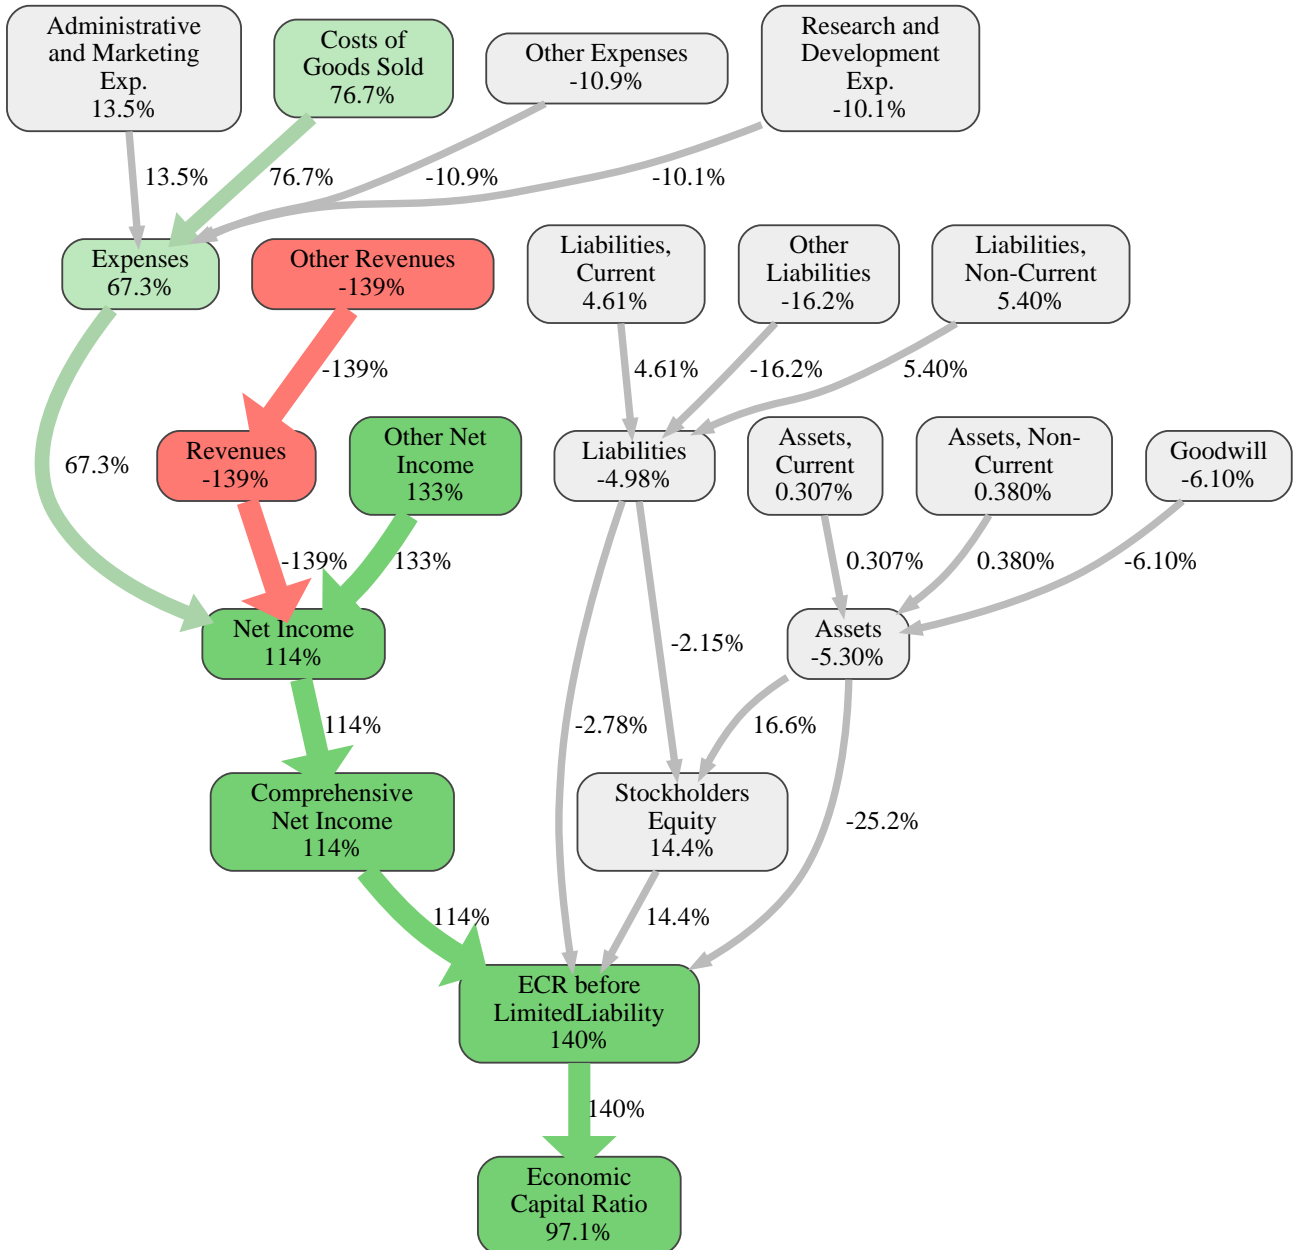 Administrative
and Marketing
Exp.
13.5%
Costs of
Goods Sold
76.7%
Other Expenses
-10.9%
Research and
Development
Exp.
-10.1%
13.5%
76.7%
-10.9%
-10.1%
Expenses
67.3%
Other Revenues
-139%
Liabilities,
Current
4.61%
Other
Liabilities
-16.2%
Liabilities,
Non-Current
5.40%
-139%
4.61%
-16.2%
5.40%
67.3%
Revenues
-139%
Other Net
Income
133%
Liabilities
-4.98%
Assets,
Current
0.307%
Assets, Non-
Current
0.380%
Goodwill
-6.10%
-139%
133%
0.307%
0.380%
-6.10%
Net Income
114%
-2.15%
Assets
-5.30%
114%
-2.78%
16.6%
-25.2%
Comprehensive
Net Income
114%
Stockholders
Equity
14.4%
114%
14.4%
ECR before
LimitedLiability
140%
140%
Economic
Capital Ratio
97.1%